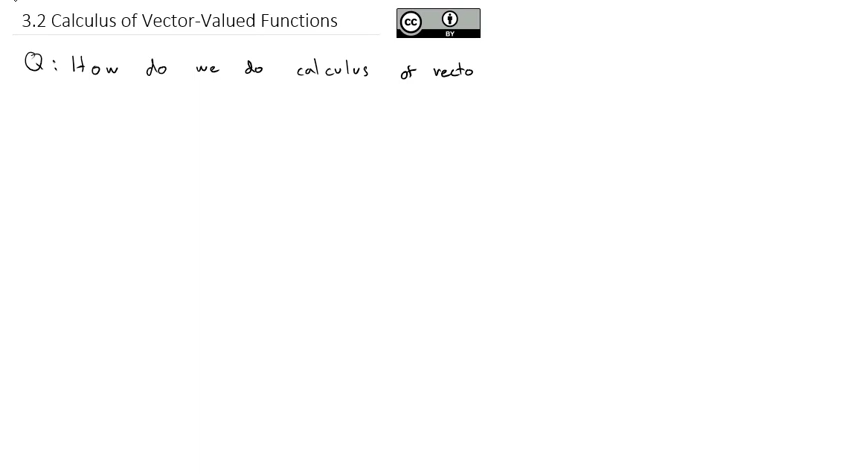 3.2 Calculus of Vector-Valued Functions
cc BY
Q: How do we do calculus of vecto